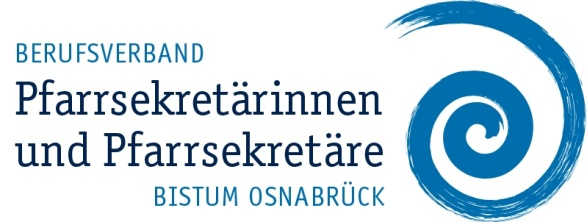 BERUFSVERBAND
Pfarrsekretärinnen
und Pfarrsekretäre
BISTUM OSNABRÜCK